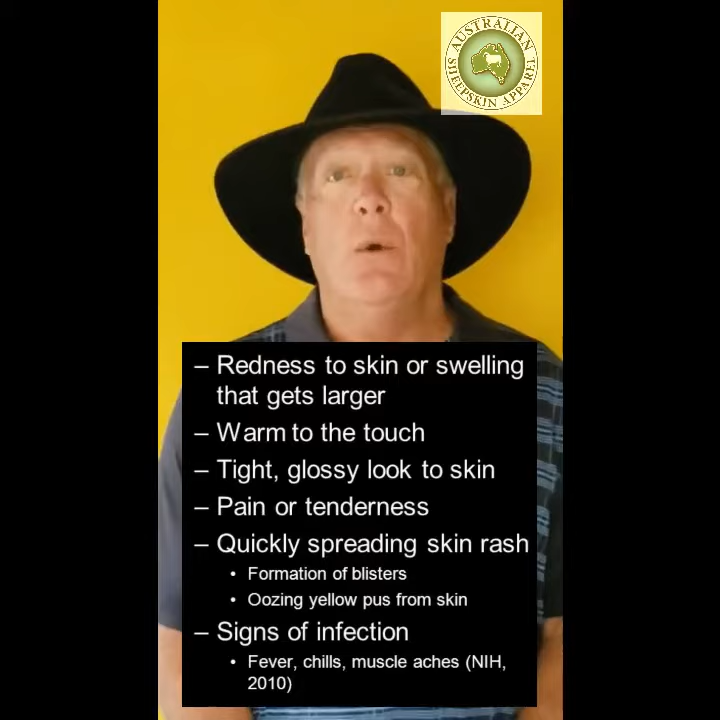 AUSTRALIAN
SHEEPSKIN APPAREL
– Redness to skin or swelling
that gets larger
– Warm to the touch
– Tight, glossy look to skin
– Pain or tenderness
– Quickly spreading skin rash
• Formation of blisters
• Oozing yellow pus from skin
– Signs of infection
• Fever, chills, muscle aches (NIH,
2010)